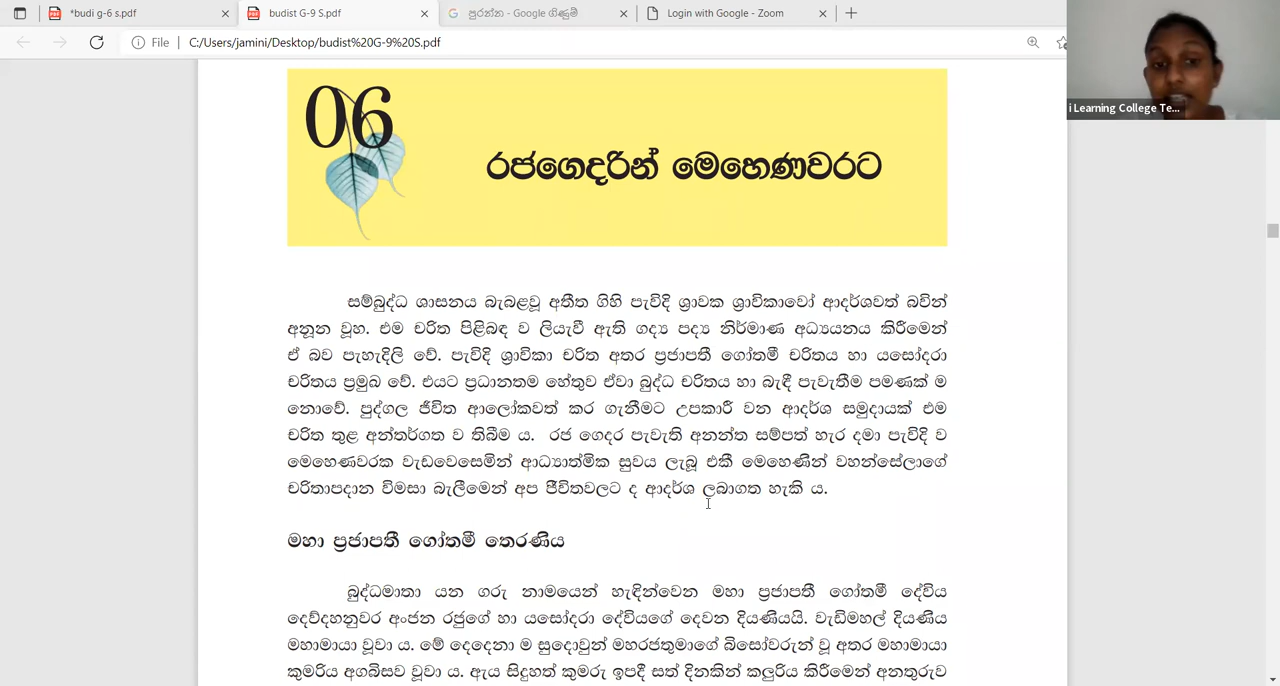 *budi g-6 s.pdf
budist G-9 S.pdf
පුරන්න - Google ගිණුම්
Login with Google - Zoom
File
C:/Users/jamini/Desktop/budist%20G-9%20S.pdf
i Learning College Te...
06
රජගෙදරින් මෙහෙණවරට
සම්බුද්ධ ශාසනය බැබළවූ අතීත ගිහි පැවිදි ශ්‍රාවක ශ්‍රාවිකාවෝ ආදර්ශවත් බවින්
අනූන වූහ. එම චරිත පිළිබඳ ව ලියැවී ඇති ගද්‍ය පද්‍ය නිර්මාණ අධ්‍යයනය කිරීමෙන්
ඒ බව පැහැදිලි වේ. පැවිදි ශ්‍රාවිකා චරිත අතර ප්‍රජාපතී ගෝතමී චරිතය හා යසෝදරා
චරිතය ප්‍රමුඛ වේ. එයට ප්‍රධානතම හේතුව ඒවා බුද්ධ චරිතය හා බැඳී පැවැතීම පමණක් ම
නොවේ. පුද්ගල ජීවිත ආලෝකවත් කර ගැනීමට උපකාරී වන ආදර්ශ සමුදායක් එම
චරිත තුළ අන්තර්ගත ව තිබීම ය. රජ ගෙදර පැවැති අනන්ත සම්පත් හැර දමා පැවිදි ව
මෙහෙණවරක වැඩවෙසෙමින් ආධ්‍යාත්මික සුවය ලැබූ එකී මෙහෙණින් වහන්සේලාගේ
චරිතාපදාන විමසා බැලීමෙන් අප ජීවිතවලට ද ආදර්ශ ලබාගත හැකි ය.
මහා ප්‍රජාපතී ගෝතමී තෙරණිය
බුද්ධමාතා යන ගරු නාමයෙන් හැඳින්වෙන මහා ප්‍රජාපතී ගෝතමී දේවිය
දෙව්දහනුවර අංජන රජුගේ හා යසෝදරා දේවියගේ දෙවන දියණියයි. වැඩිමහල් දියණිය
මහාමායා වූවා ය. මේ දෙදෙනා ම සුදොවුන් මහරජතුමාගේ බිසෝවරුන් වූ අතර මහාමායා
කුමරිය අගබිසව වූවා ය. ඇය සිදුහත් කුමරු ඉපදී සත් දිනකින් කලුරිය කිරීමෙන් අනතුරුව